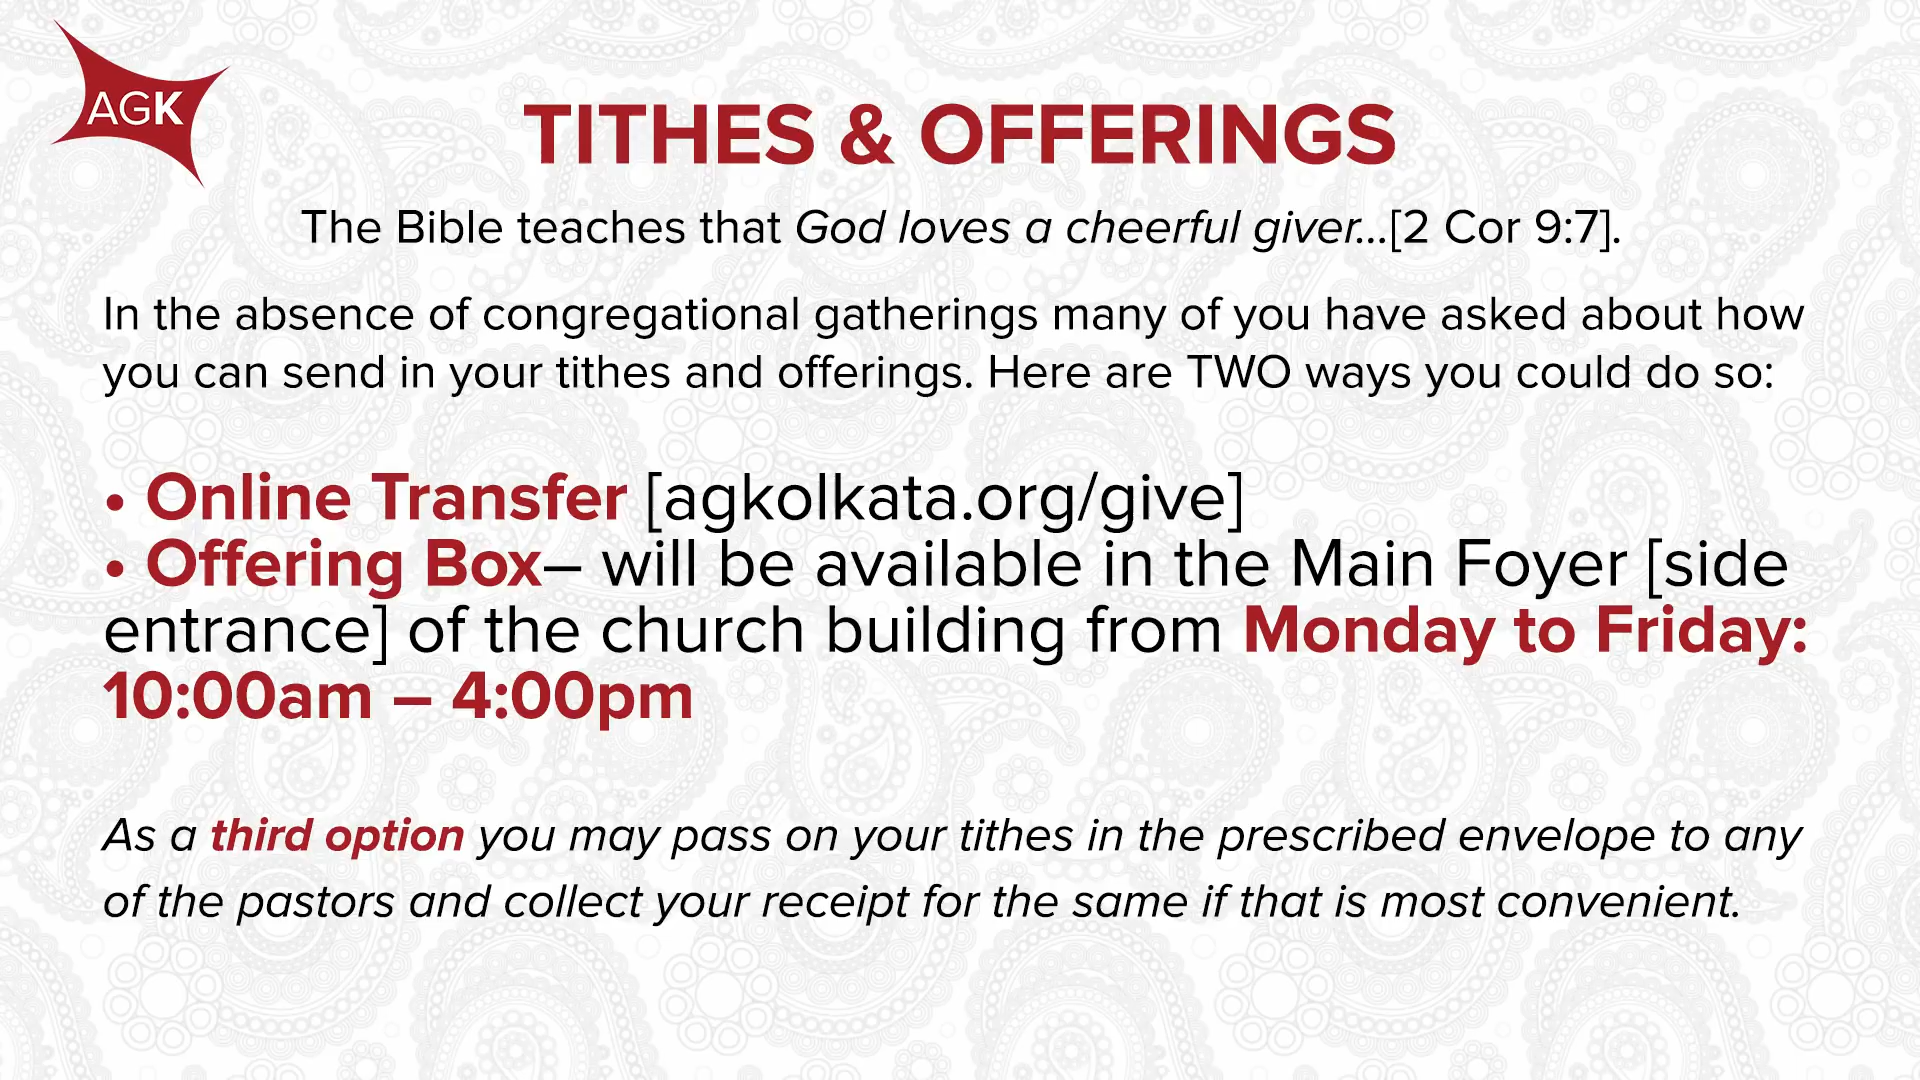 AGK
TITHES & OFFERINGS
The Bible teaches that God loves a cheerful giver...[2 Cor 9:7].
In the absence of congregational gatherings many of you have asked about how
you can send in your tithes and offerings. Here are TWO ways you could do so:
• Online Transfer [agkolkata.org/give]
• Offering Box– will be available in the Main Foyer [side
entrance] of the church building from Monday to Friday:
10:00am – 4:00pm
As a third option you may pass on your tithes in the prescribed envelope to any
of the pastors and collect your receipt for the same if that is most convenient.